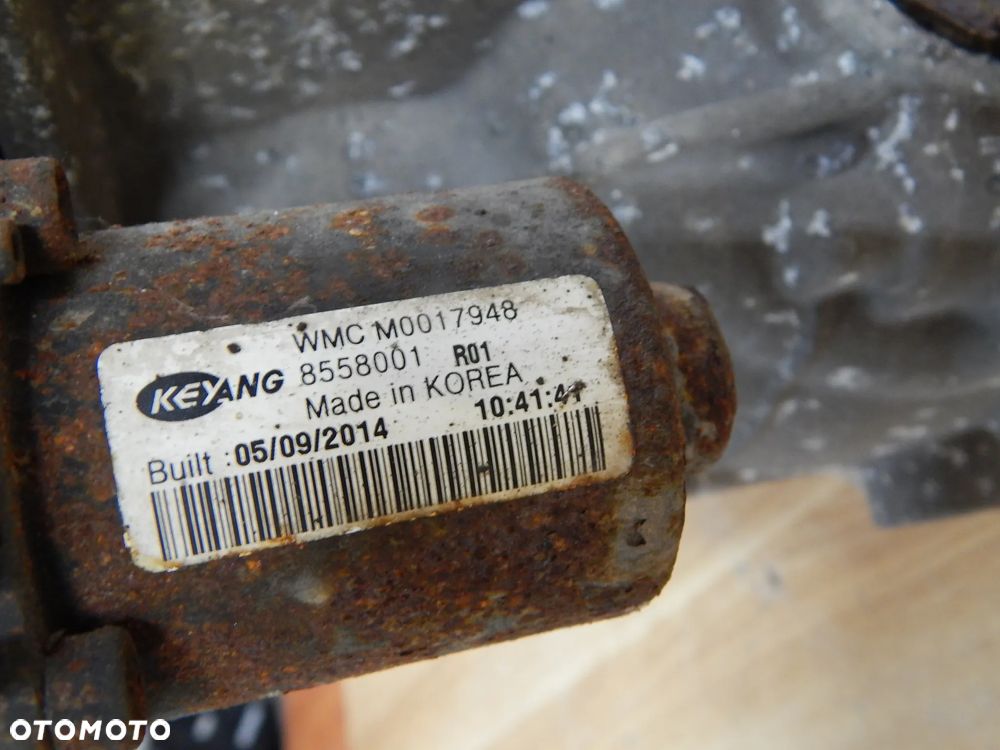 WMC M0017948
KEYANG
8558001 R01
Made in KOREA
Built : 05/09/2014 10:41:41
OTOMOTO